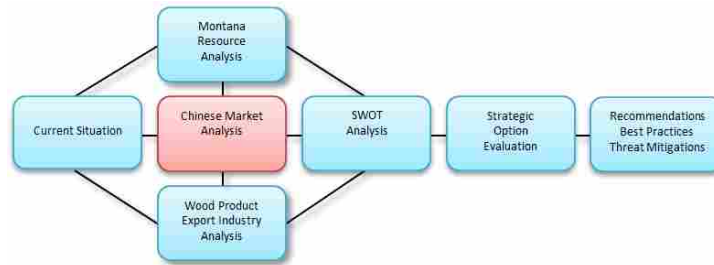 Montana
Resource
Analysis
Current Situation
Chinese Market
Analysis
SWOT
Analysis
Strategic
Option
Evaluation
Recommendations
Best Practices
Threat Mitigations
Wood Product
Export Industry
Analysis